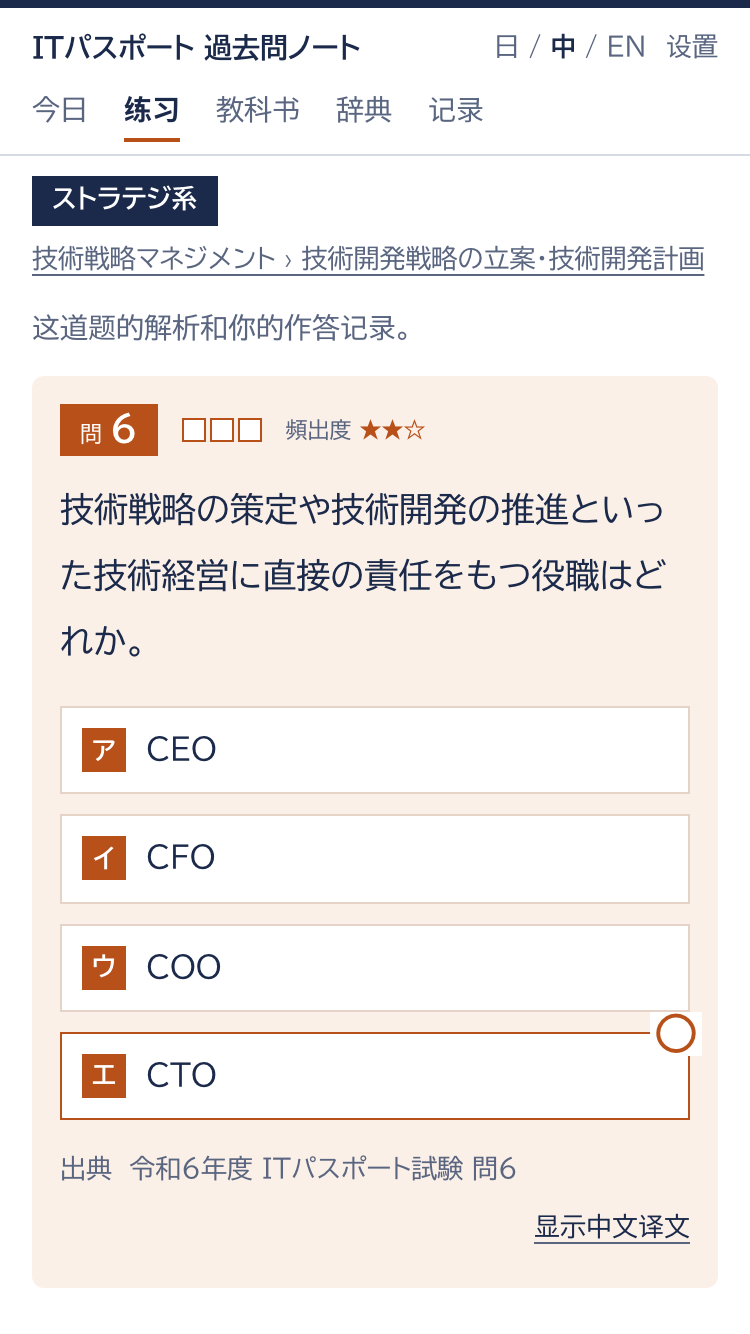 ITパスポート 過去問ノート
日 / 中 / EN 设置
今日 练习 教科书 辞典 记录
ストラテジ系
技術戦略マネジメント › 技術開発戦略の立案・技術開発計画
这道题的解析和你的作答记录。
問 6 □□□ 頻出度 ★★☆
技術戦略の策定や技術開発の推進といっ
た技術経営に直接の責任をもつ役職はど
れか。
ア CEO
イ CFO
ウ COO
エ CTO
出典 令和6年度 ITパスポート試験 問6
显示中文译文